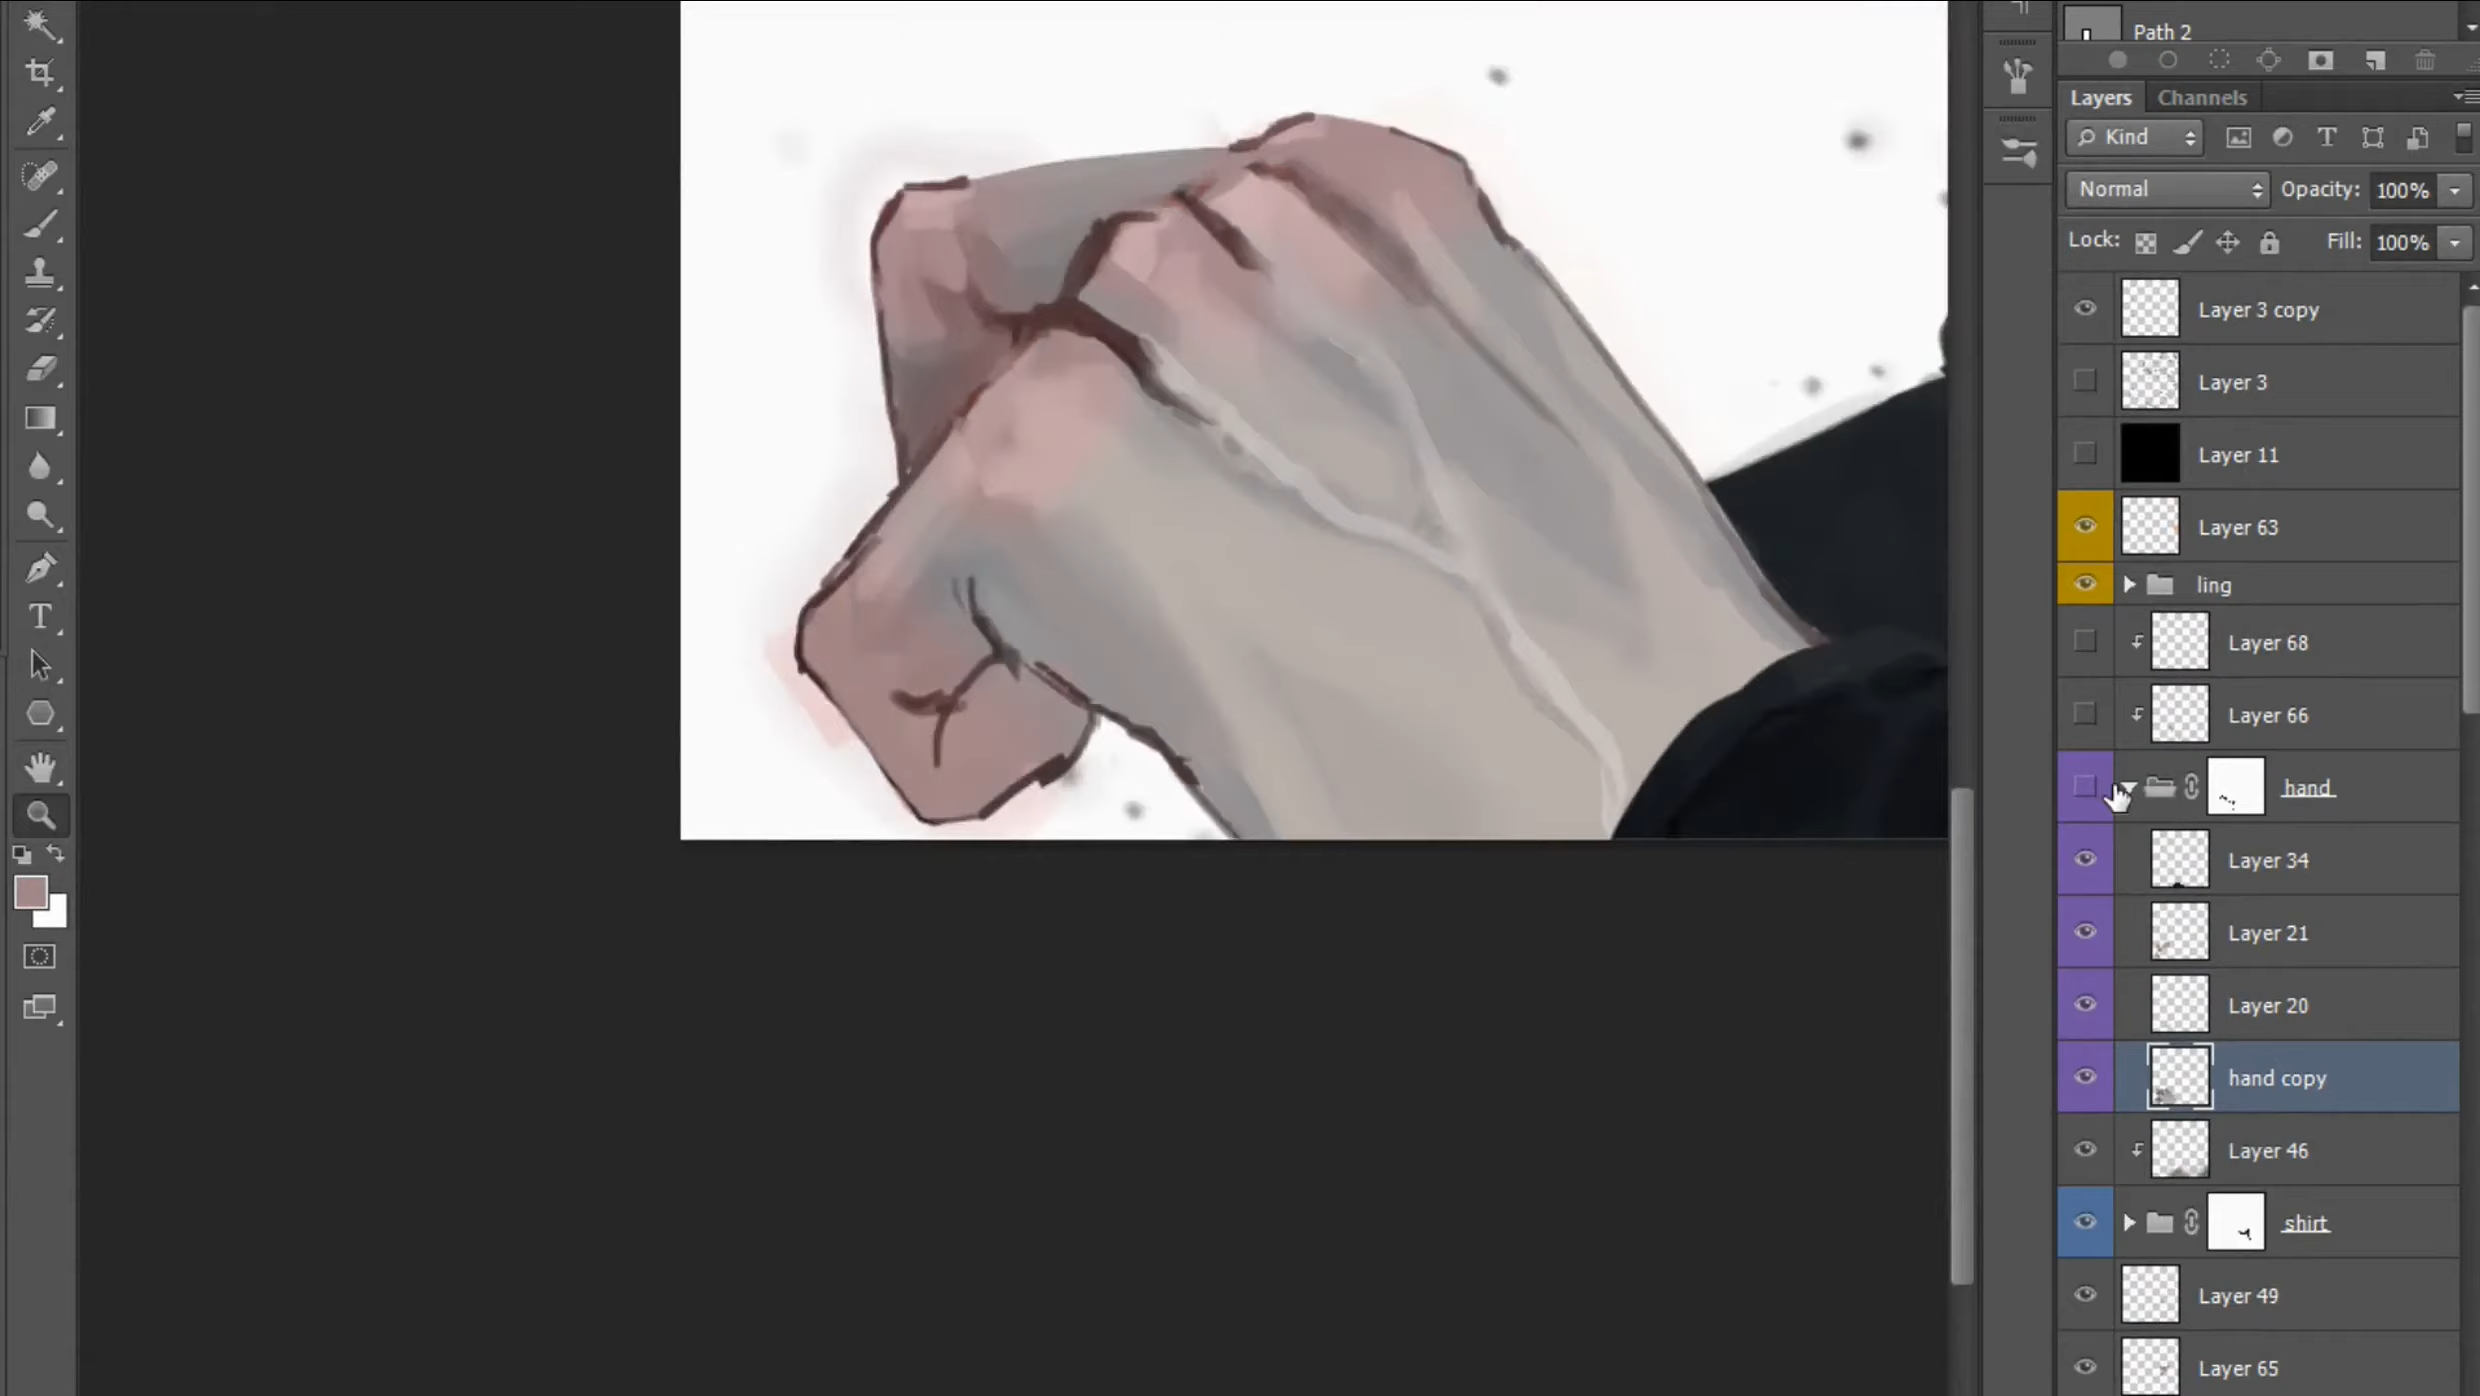 Path 2
Layers Channels
Kind
Normal Opacity: 100%
Lock: Fill: 100%
Layer 3 copy
Layer 3
Layer 11
Layer 63
ling
Layer 68
Layer 66
hand
Layer 34
Layer 21
Layer 20
hand copy
Layer 46
shirt
Layer 49
Layer 65